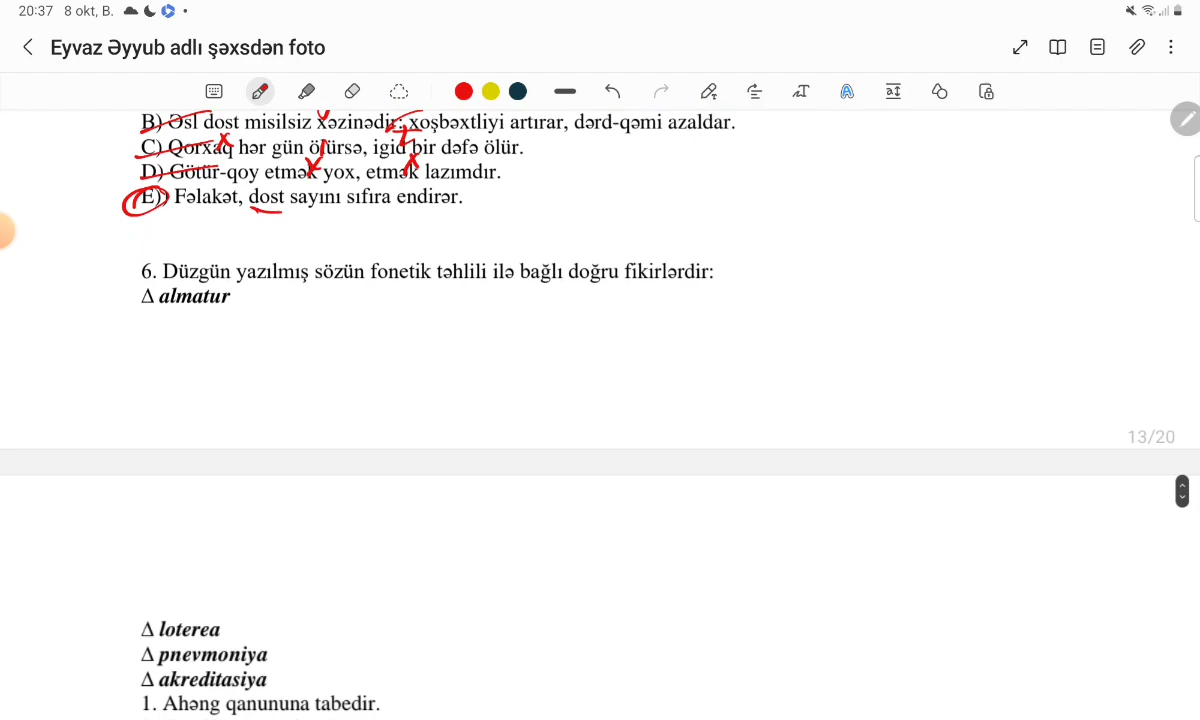 20:37 8 okt, B.
Eyvaz Əyyub adlı şəxsdən foto
B) Əsl dost misilsiz xəzinədir: xoşbəxtliyi artırar, dərd-qəmi azaldar.
C) Qorxaq hər gün ölürsə, igid bir dəfə ölür.
D) Götür-qoy etmək yox, etmək lazımdır.
E) Fəlakət, dost sayını sıfıra endirər.
6. Düzgün yazılmış sözün fonetik təhlili ilə bağlı doğru fikirlərdir:
Δ almatur
13/20
Δ loterea
Δ pnevmoniya
Δ akreditasiya
1. Ahəng qanununa tabedir.